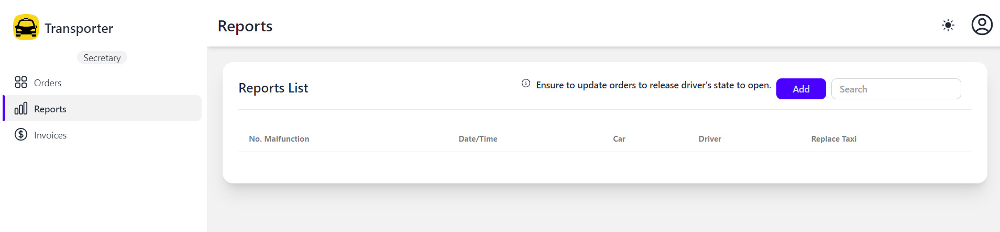 Transporter
Secretary
Orders
Reports
Invoices
Reports
Reports List
Ensure to update orders to release driver's state to open.
Add
Search
No. Malfunction Date/Time Car Driver Replace Taxi